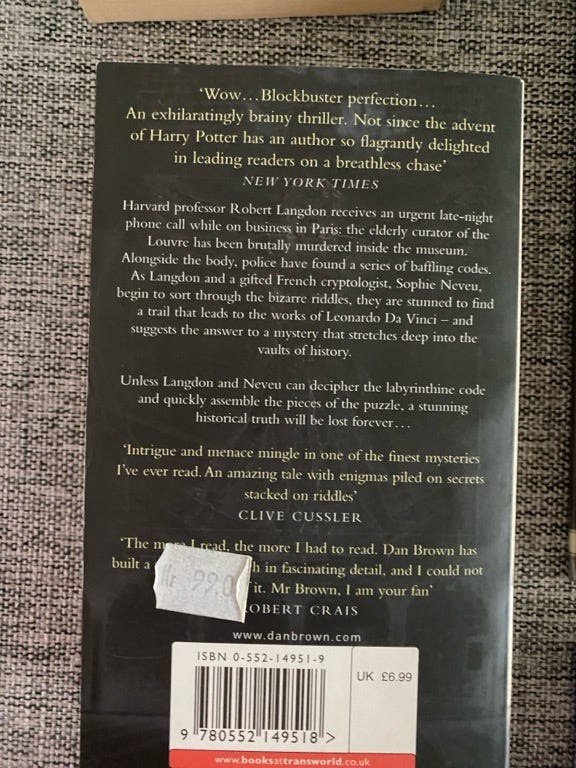 ‘Wow…Blockbuster perfection…
An exhilaratingly brainy thriller. Not since the advent
of Harry Potter has an author so flagrantly delighted
in leading readers on a breathless chase’
NEW YORK TIMES
Harvard professor Robert Langdon receives an urgent late-night
phone call while on business in Paris: the elderly curator of the
Louvre has been brutally murdered inside the museum.
Alongside the body, police have found a series of baffling codes.
As Langdon and a gifted French cryptologist, Sophie Neveu,
begin to sort through the bizarre riddles, they are stunned to find
a trail that leads to the works of Leonardo Da Vinci – and
suggests the answer to a mystery that stretches deep into the
vaults of history.
Unless Langdon and Neveu can decipher the labyrinthine code
and quickly assemble the pieces of the puzzle, a stunning
historical truth will be lost forever…
‘Intrigue and menace mingle in one of the finest mysteries
I’ve ever read. An amazing tale with enigmas piled on secrets
stacked on riddles’
CLIVE CUSSLER
‘The more I read, the more I had to read. Dan Brown has
built a in fascinating detail, and I could not
99.0 it. Mr Brown, I am your fan’
ROBERT CRAIS
www.danbrown.com
ISBN 0-552-14951-9
UK £6.99
9 780552 149518 >
www.booksattransworld.co.uk